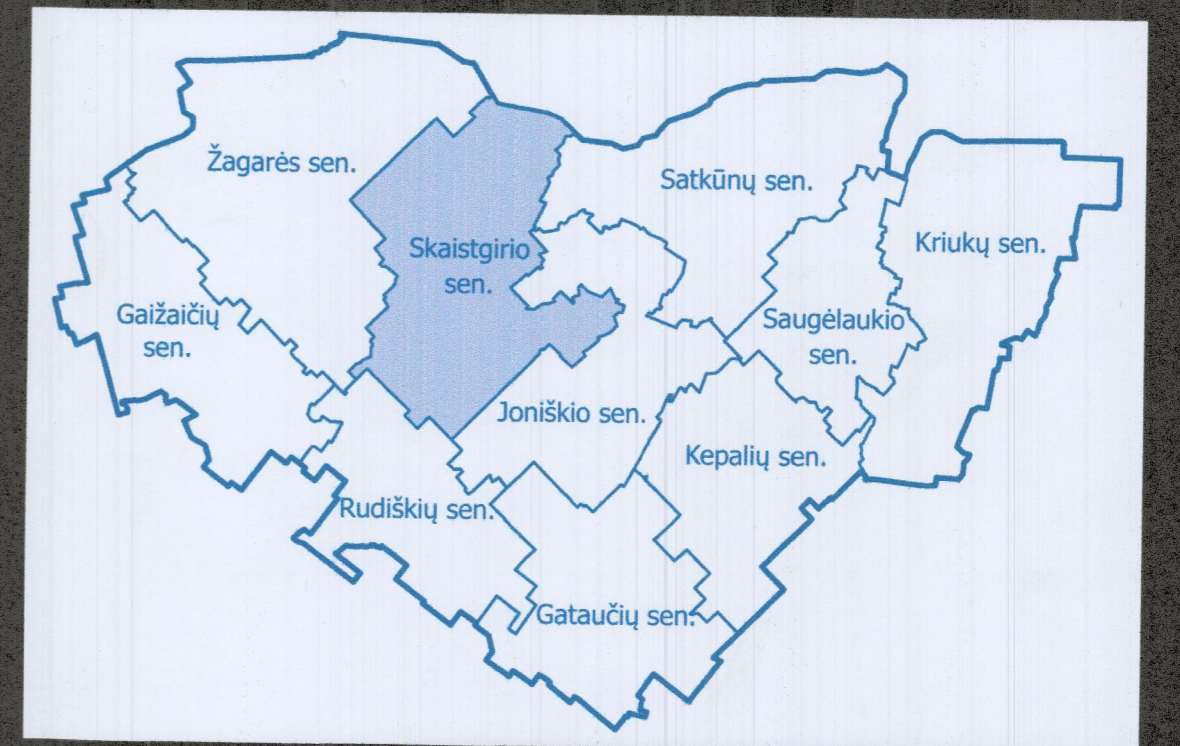 Žagarės sen.
Satkūnų sen.
Kriukų sen.
Skaistgirio
sen.
Gaižaičių
sen.
Saugėlaukio
sen.
Joniškio sen.
Kepalių sen.
Rudiškių sen.
Gataučių sen.